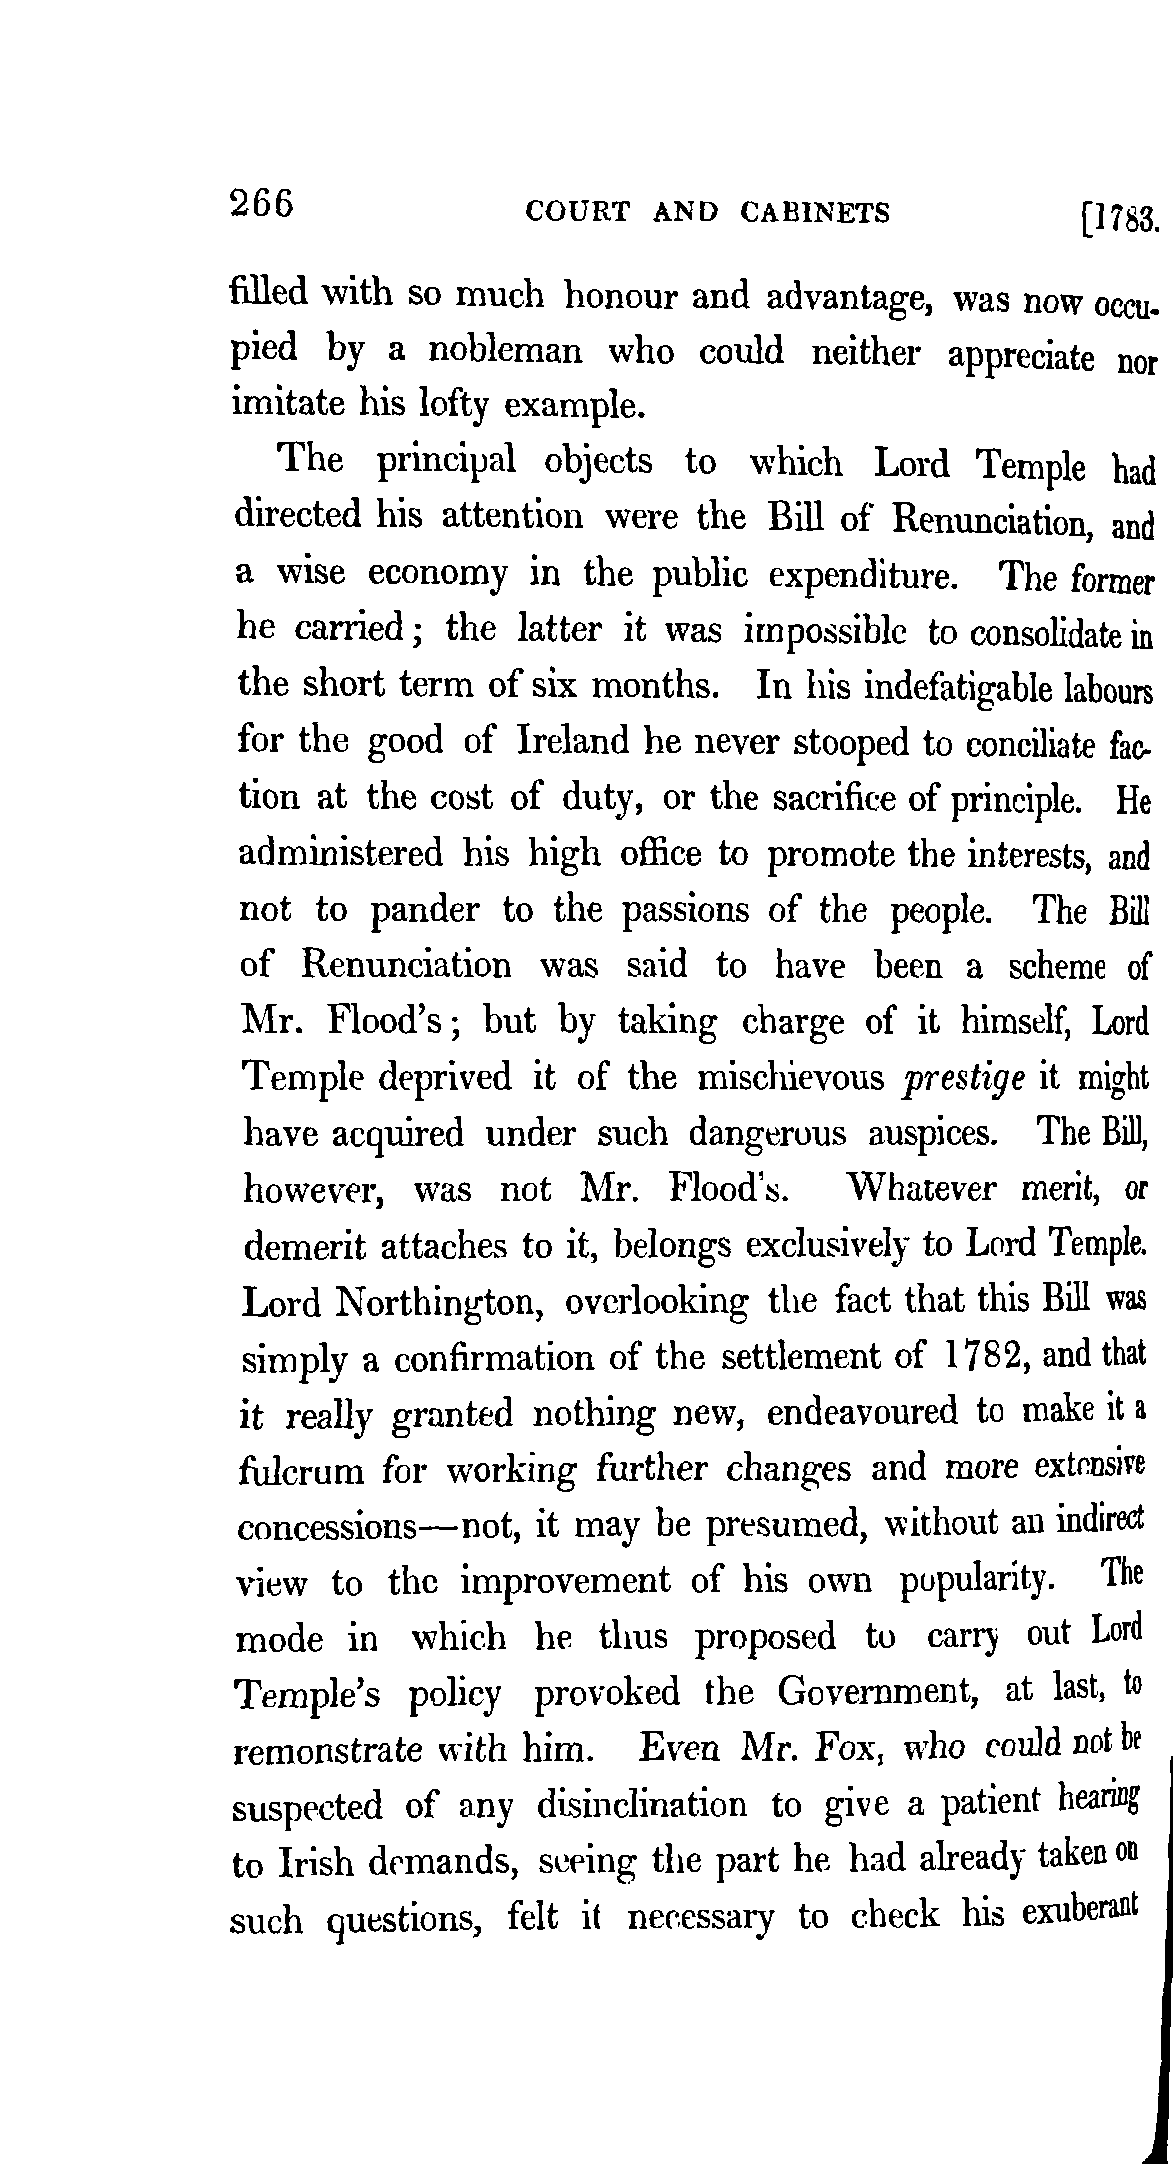 266 COURT AND CABINETS [1783.
filled with so much honour and advantage, was now occu-
pied by a nobleman who could neither appreciate nor
imitate his lofty example.
The principal objects to which Lord Temple had
directed his attention were the Bill of Renunciation, and
a wise economy in the public expenditure. The former
he carried; the latter it was impossible to consolidate in
the short term of six months. In his indefatigable labours
for the good of Ireland he never stooped to conciliate fac-
tion at the cost of duty, or the sacrifice of principle. He
administered his high office to promote the interests, and
not to pander to the passions of the people. The Bill
of Renunciation was said to have been a scheme of
Mr. Flood's; but by taking charge of it himself, Lord
Temple deprived it of the mischievous prestige it might
have acquired under such dangerous auspices. The Bill,
however, was not Mr. Flood's. Whatever merit, or
demerit attaches to it, belongs exclusively to Lord Temple.
Lord Northington, overlooking the fact that this Bill was
simply a confirmation of the settlement of 1782, and that
it really granted nothing new, endeavoured to make it a
fulcrum for working further changes and more extensive
concessions—not, it may be presumed, without an indirect
view to the improvement of his own popularity. The
mode in which he thus proposed to carry out Lord
Temple's policy provoked the Government, at last, to
remonstrate with him. Even Mr. Fox, who could not be
suspected of any disinclination to give a patient hearing
to Irish demands, seeing the part he had already taken on
such questions, felt it necessary to check his exuberant